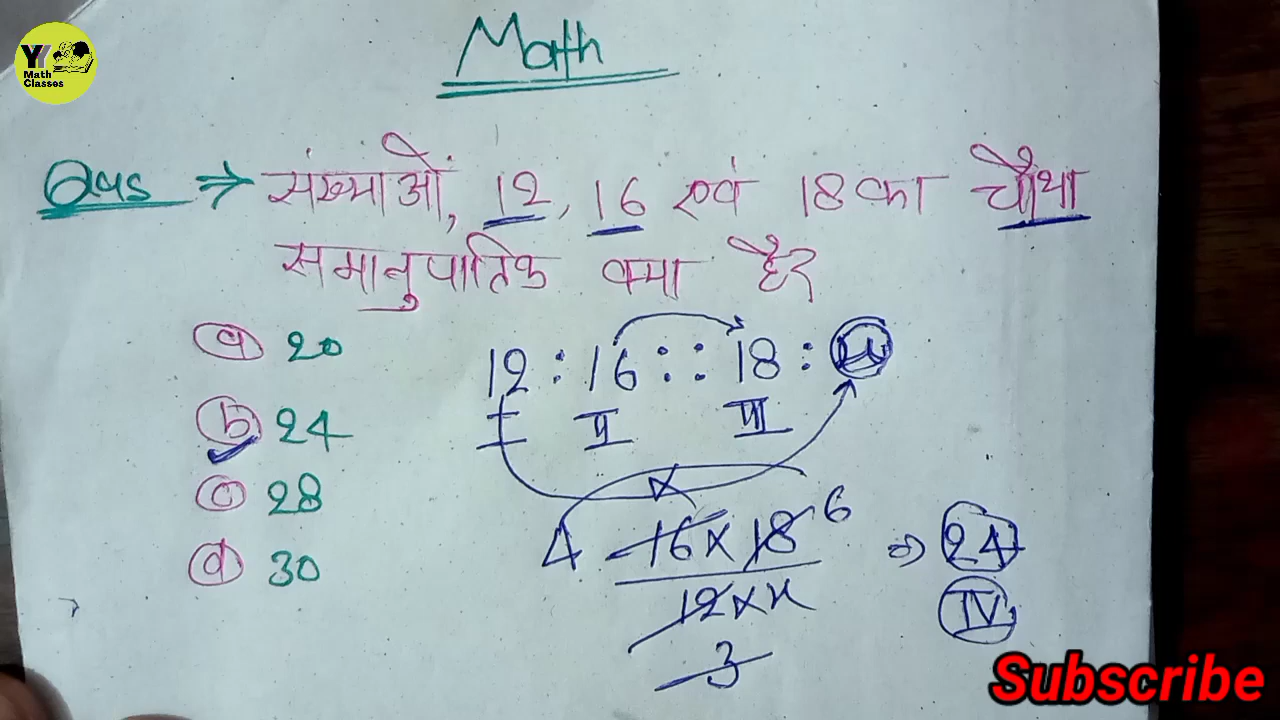 YY
Math
Classes
Math
Ques ⇒ संख्याओं, 12, 16 एवं 18 का चौथा
समानुपातिक क्या है?
(a) 20
(b) 24
(c) 28
(d) 30
12 : 16 :: 18 : x
I II III
4 16 x 18 6
12 x x
3
⇒ 24
IV
Subscribe